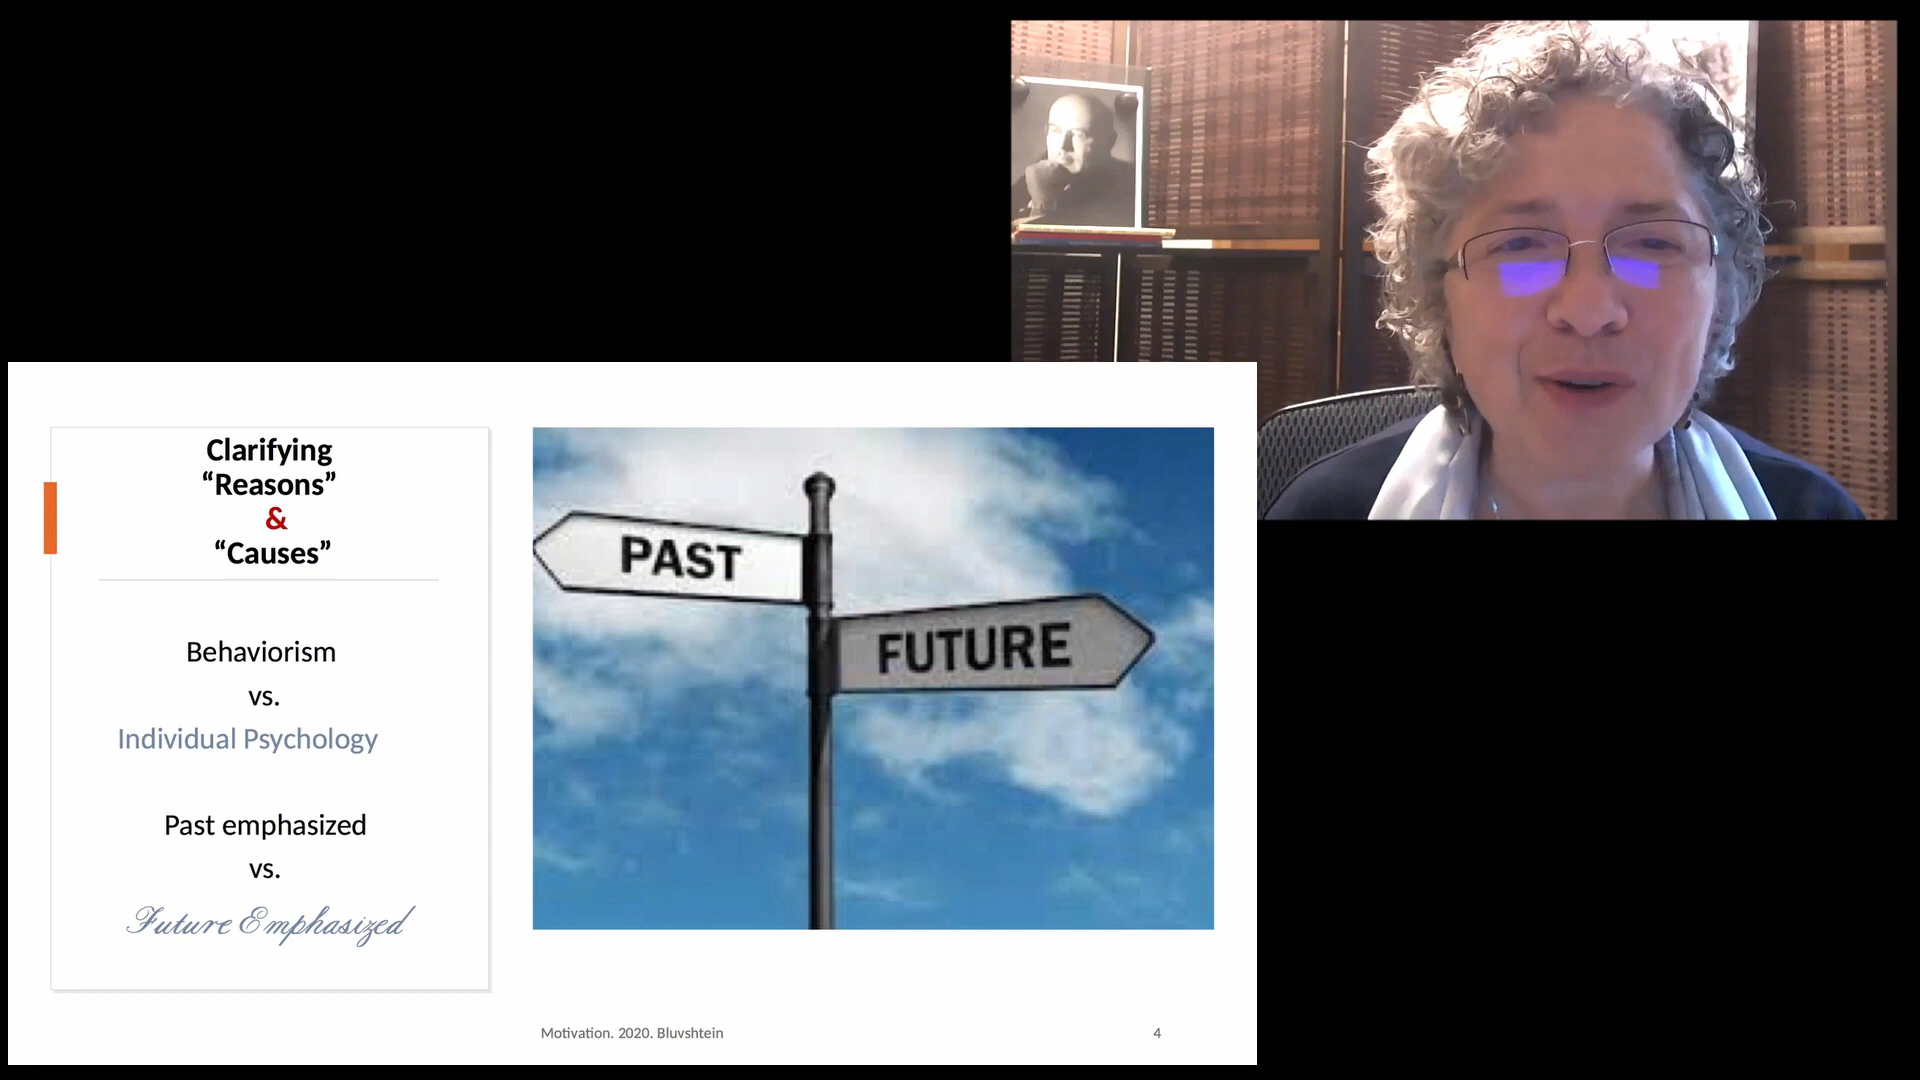 Clarifying
“Reasons”
&
“Causes”
Behaviorism
vs.
Individual Psychology
Past emphasized
vs.
Future Emphasized
PAST
FUTURE
Motivation. 2020. Bluvshtein
4